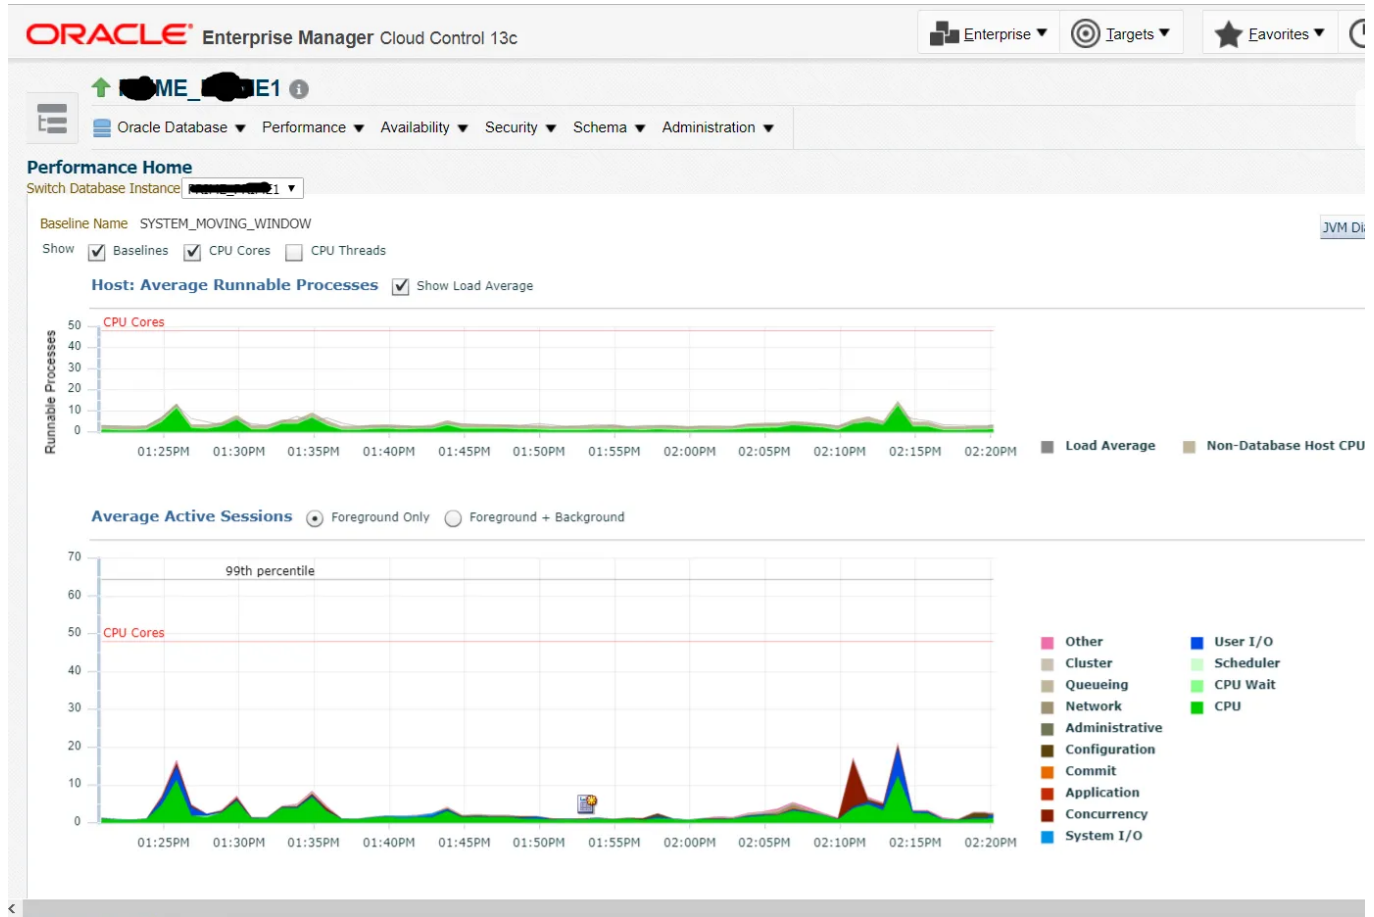 ORACLE Enterprise Manager Cloud Control 13c
Enterprise Targets Favorites
ME_ E1
Oracle Database Performance Availability Security Schema Administration
Performance Home
Switch Database Instance
Baseline Name SYSTEM_MOVING_WINDOW
JVM Di
Show Baselines CPU Cores CPU Threads
Host: Average Runnable Processes Show Load Average
Runnable Processes
50
40
30
20
10
0
CPU Cores
01:25PM 01:30PM 01:35PM 01:40PM 01:45PM 01:50PM 01:55PM 02:00PM 02:05PM 02:10PM 02:15PM 02:20PM
Load Average Non-Database Host CPU
Average Active Sessions Foreground Only Foreground + Background
70
60
50
40
30
20
10
0
99th percentile
CPU Cores
01:25PM 01:30PM 01:35PM 01:40PM 01:45PM 01:50PM 01:55PM 02:00PM 02:05PM 02:10PM 02:15PM 02:20PM
Other
Cluster
Queueing
Network
Administrative
Configuration
Commit
Application
Concurrency
System I/O
User I/O
Scheduler
CPU Wait
CPU